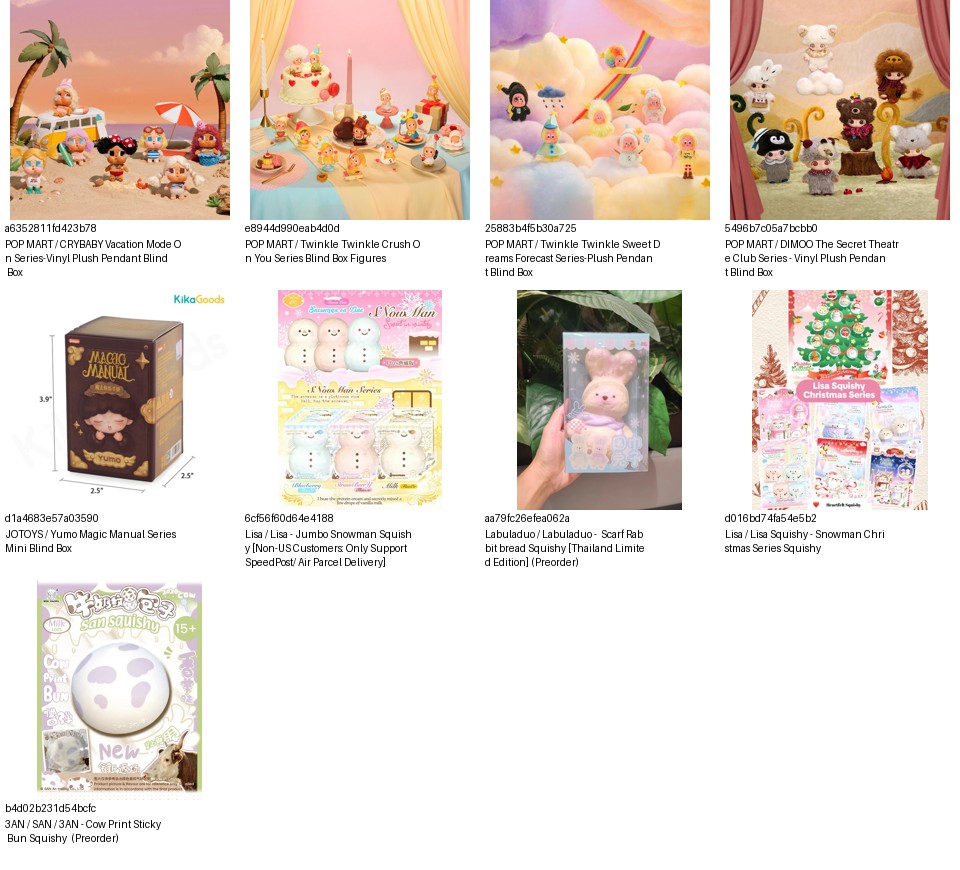 a6352811fd423b78
POP MART / CRYBABY Vacation Mode O
n Series-Vinyl Plush Pendant Blind
Box
e8944d990eab4d0d
POP MART / Twinkle Twinkle Crush O
n You Series Blind Box Figures
25883b4f5b30a725
POP MART / Twinkle Twinkle Sweet D
reams Forecast Series-Plush Pendan
t Blind Box
5496b7c05a7bcbb0
POP MART / DIMOO The Secret Theatr
e Club Series - Vinyl Plush Pendan
t Blind Box
KikaGoods
MAGIC
MANUAL
YUMO
3.9"
2.5"
2.5"
d1a4683e57a03590
JOTOYS / Yumo Magic Manual Series
Mini Blind Box
SNowMan
SNowMan Series
6cf56f60d64e4188
Lisa / Lisa - Jumbo Snowman Squish
y [Non-US Customers: Only Support
SpeedPost/ Air Parcel Delivery]
aa79fc26efea062a
Labuladuo / Labuladuo - Scarf Rab
bit bread Squishy [Thailand Limite
d Edition] (Preorder)
Lisa Squishy
Christmas Series
d016bd74fa54e5b2
Lisa / Lisa Squishy - Snowman Chri
stmas Series Squishy
牛奶包子
san squishy
Milk
15+
Cow
Print
Bun
New
b4d02b231d54bcfc
3AN / SAN / 3AN - Cow Print Sticky
Bun Squishy (Preorder)